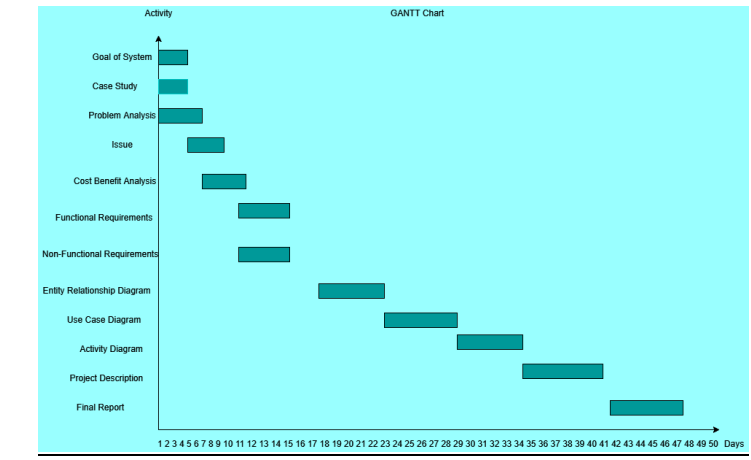 Activity GANTT Chart
Goal of System
Case Study
Problem Analysis
Issue
Cost Benefit Analysis
Functional Requirements
Non-Functional Requirements
Entity Relationship Diagram
Use Case Diagram
Activity Diagram
Project Description
Final Report
1 2 3 4 5 6 7 8 9 10 11 12 13 14 15 16 17 18 19 20 21 22 23 24 25 26 27 28 29 30 31 32 33 34 35 36 37 38 39 40 41 42 43 44 45 46 47 48 49 50 Days